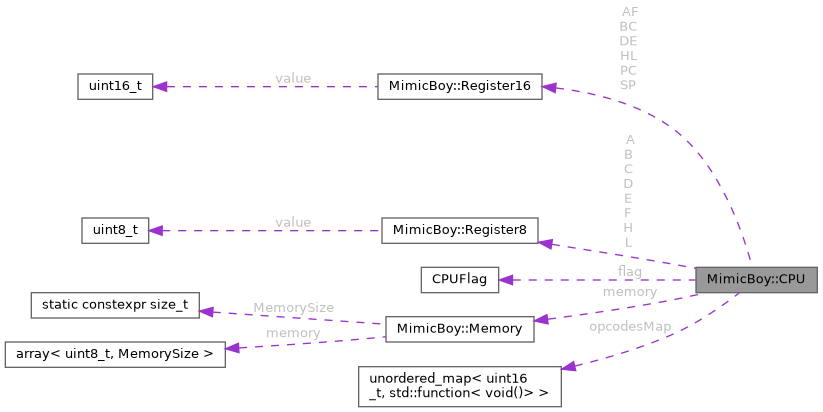 AF
BC
DE
HL
PC
SP
uint16_t
value
MimicBoy::Register16
A
B
C
D
E
F
H
L
uint8_t
value
MimicBoy::Register8
CPUFlag
flag
MimicBoy::CPU
memory
static constexpr size_t
MemorySize
MimicBoy::Memory
memory
array< uint8_t, MemorySize >
opcodesMap
unordered_map< uint16
_t, std::function< void()> >